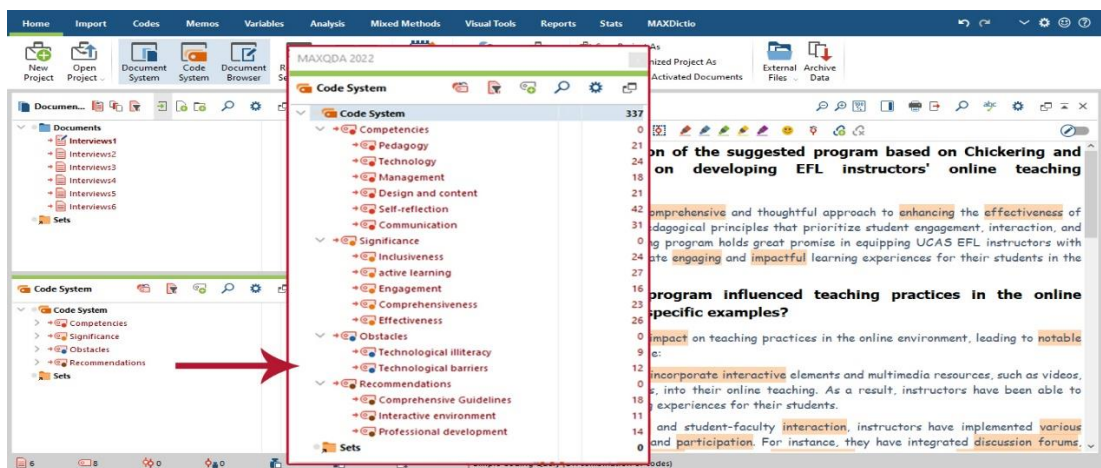 Home Import Codes Memos Variables Analysis Mixed Methods Visual Tools Reports Stats MAXDictio
New Project
Open Project
Document System
Code System
Document Browser
As
Project As
Activated Documents
External Files
Archive Data
Documen...
Documents
Interviews1
Interviews2
Interviews3
Interviews4
Interviews5
Interviews6
Sets
Code System
Code System
Competencies
Significance
Obstacles
Recommendations
Sets
MAXQDA 2022
Code System
Code System 337
Competencies 0
Pedagogy 21
Technology 24
Management 18
Design and content 21
Self-reflection 42
Communication 31
Significance 0
Inclusiveness 24
active learning 27
Engagement 16
Comprehensiveness 23
Effectiveness 26
Obstacles 0
Technological illiteracy 9
Technological barriers 12
Recommendations 0
Comprehensive Guidelines 18
Interactive environment 11
Professional development 14
Sets 0
on of the suggested program based on Chickering and
on developing EFL instructors' online teaching
omprehensive and thoughtful approach to enhancing the effectiveness of
edagogical principles that prioritize student engagement, interaction, and
ng program holds great promise in equipping UCAS EFL instructors with
ate engaging and impactful learning experiences for their students in the
program influenced teaching practices in the online
specific examples?
impact on teaching practices in the online environment, leading to notable
e:
incorporate interactive elements and multimedia resources, such as videos,
s, into their online teaching. As a result, instructors have been able to
experiences for their students.
and student-faculty interaction, instructors have implemented various
and participation. For instance, they have integrated discussion forums,
6 8 0 0